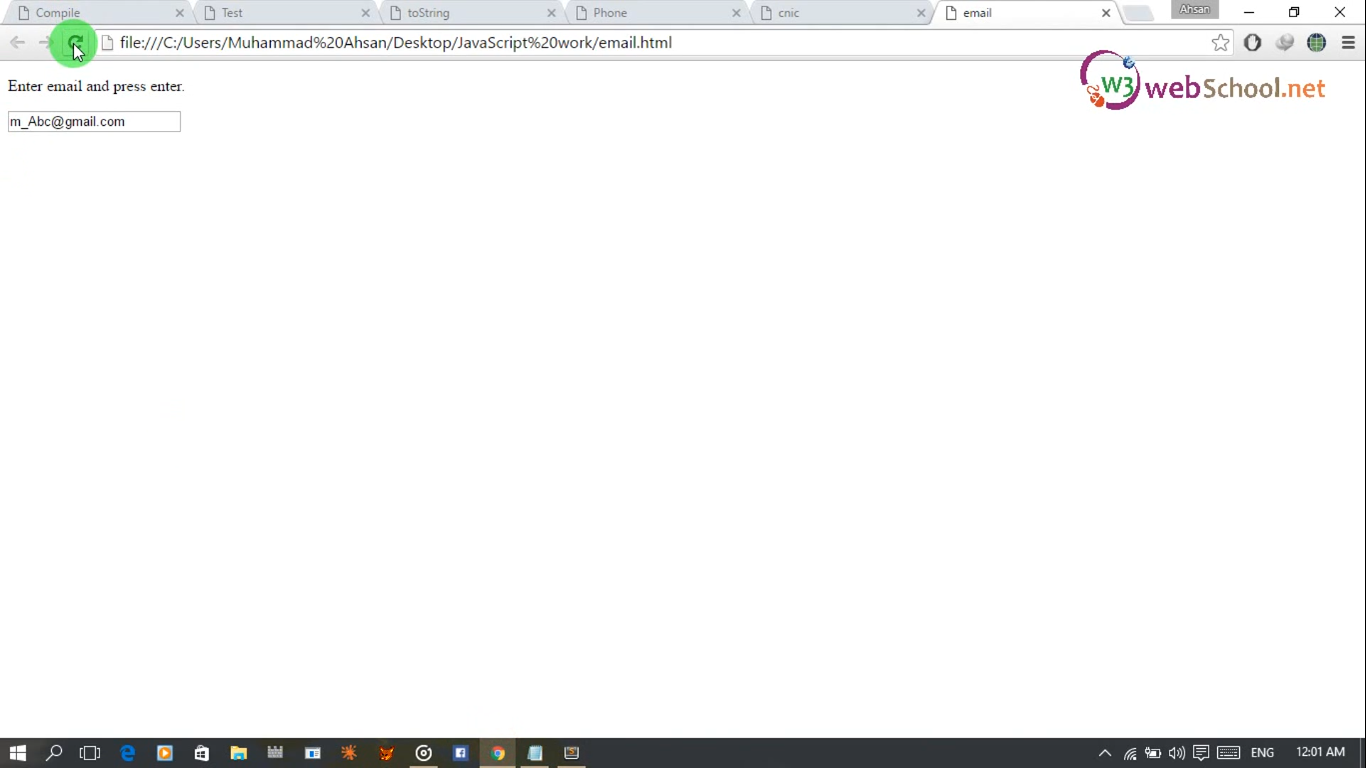 Compile
Test
toString
Phone
cnic
email
Ahsan
file:///C:/Users/Muhammad%20Ahsan/Desktop/JavaScript%20work/email.html
Enter email and press enter.
W3 webSchool.net
m_Abc@gmail.com
ENG
12:01 AM